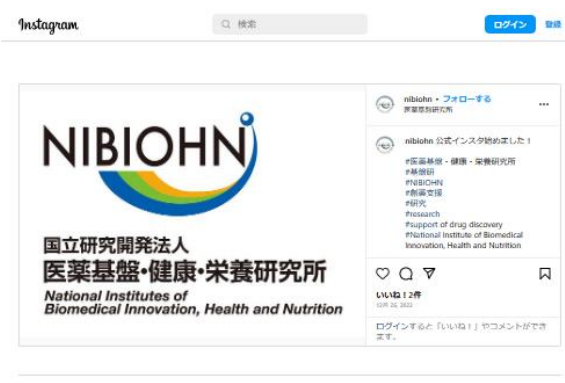 Instagram
検索
ログイン
登録
NIBIOHN
国立研究開発法人
医薬基盤・健康・栄養研究所
National Institutes of
Biomedical Innovation, Health and Nutrition
nibiohn • フォローする
医薬基盤研究所
nibiohn 公式インスタ始めました！
#医薬基盤・健康・栄養研究所
#基盤研
#NIBIOHN
#創薬支援
#研究
#research
#support of drug discovery
#National Institute of Biomedical
Innovation, Health and Nutrition
いいね！2件
12月 26, 2022
ログインすると「いいね！」やコメントができ
ます。